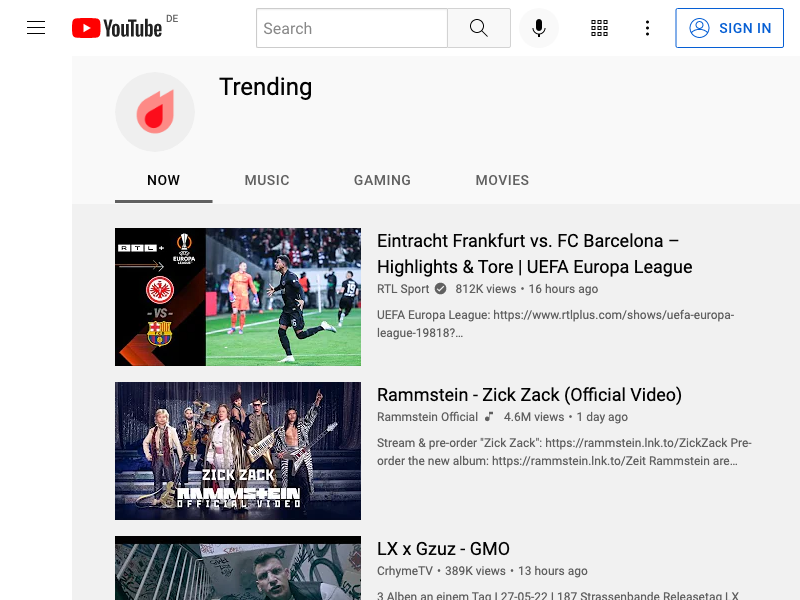 YouTube DE
Search
SIGN IN
Trending
NOW
MUSIC
GAMING
MOVIES
RTL +
UEFA EUROPA LEAGUE
- VS -
FCB
Eintracht Frankfurt vs. FC Barcelona –
Highlights & Tore | UEFA Europa League
RTL Sport 812K views • 16 hours ago
UEFA Europa League: https://www.rtlplus.com/shows/uefa-europa-
league-19818?...
ZICK ZACK
RAMMSTEIN
OFFICIAL VIDEO
Rammstein - Zick Zack (Official Video)
Rammstein Official 4.6M views • 1 day ago
Stream & pre-order "Zick Zack": https://rammstein.lnk.to/ZickZack Pre-
order the new album: https://rammstein.lnk.to/Zeit Rammstein are...
LX x Gzuz - GMO
CrhymeTV • 389K views • 13 hours ago
3 Alben an einem Tag | 27-05-22 | 187 Strassenbande Releasetag | X